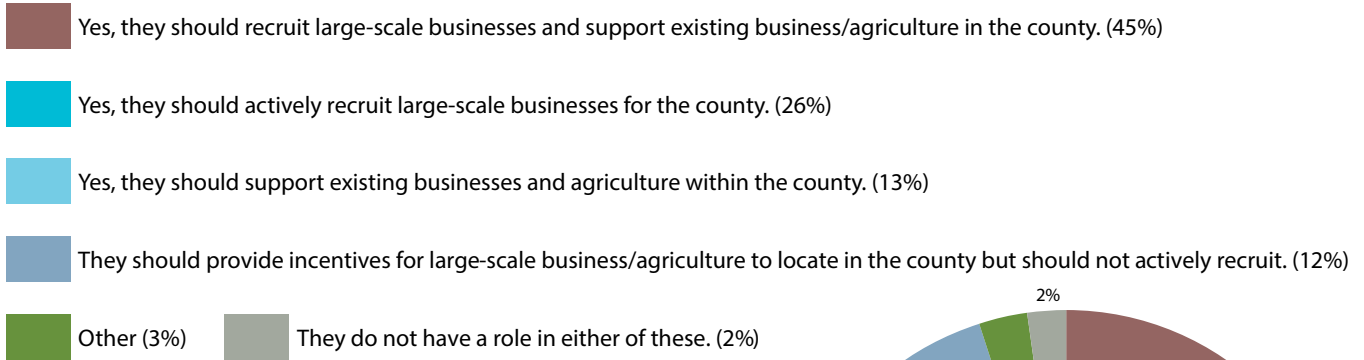 Yes, they should recruit large-scale businesses and support existing business/agriculture in the county. (45%)
Yes, they should actively recruit large-scale businesses for the county. (26%)
Yes, they should support existing businesses and agriculture within the county. (13%)
They should provide incentives for large-scale business/agriculture to locate in the county but should not actively recruit. (12%)
2%
Other (3%) They do not have a role in either of these. (2%)